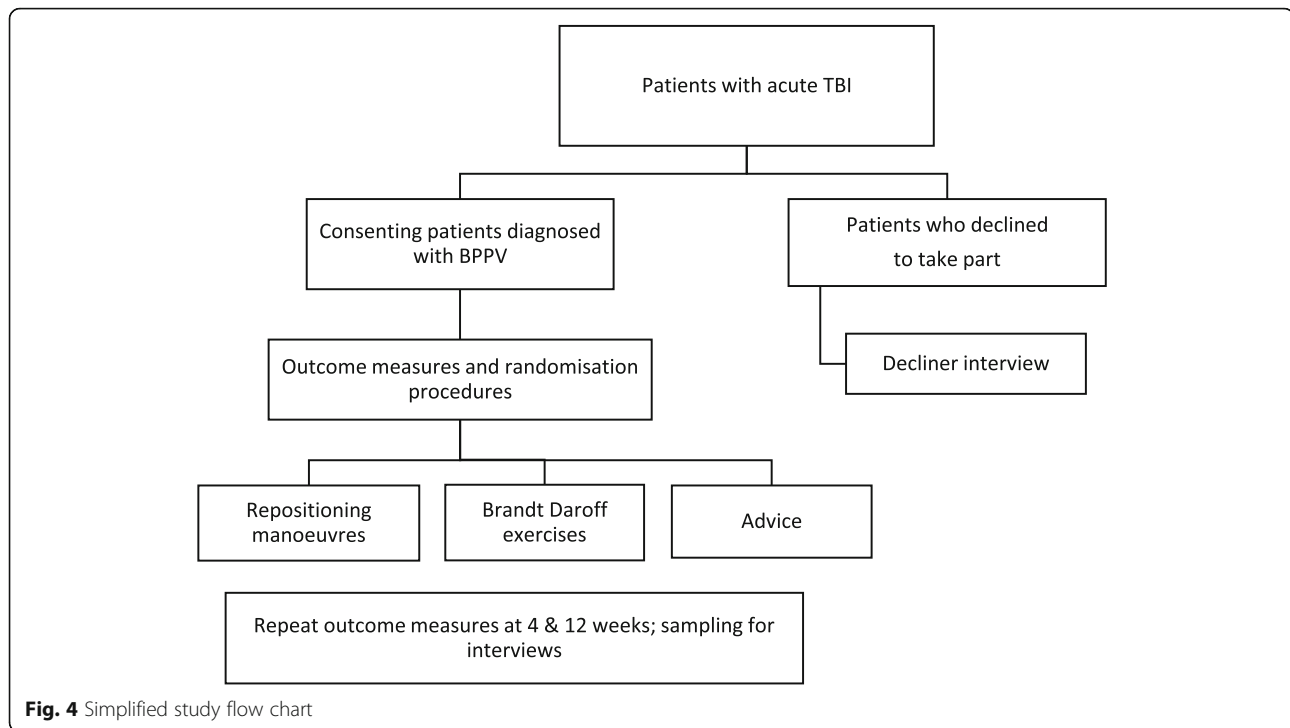 Patients with acute TBI
Consenting patients diagnosed
with BPPV
Patients who declined
to take part
Outcome measures and randomisation
procedures
Decliner interview
Repositioning
manoeuvres
Brandt Daroff
exercises
Advice
Repeat outcome measures at 4 & 12 weeks; sampling for
interviews
Fig. 4 Simplified study flow chart